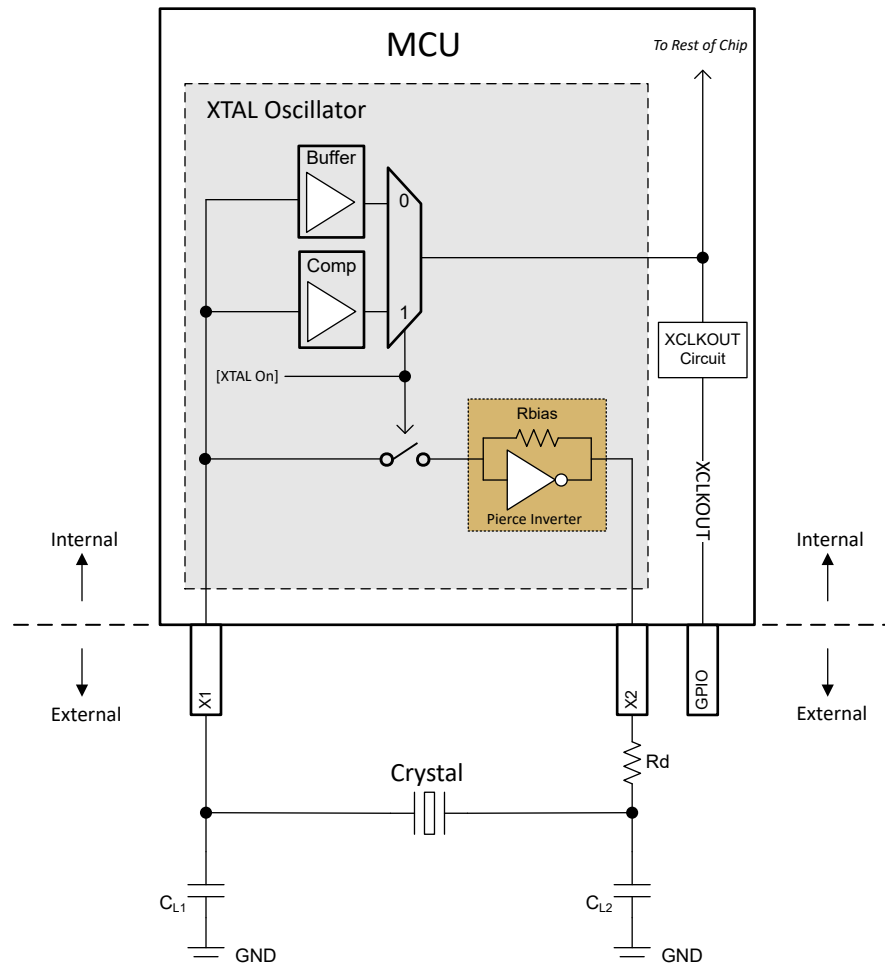 MCU
To Rest of Chip
XTAL Oscillator
Buffer
0
Comp
1
XCLKOUT
Circuit
[XTAL On]
Rbias
Pierce Inverter
XCLKOUT
Internal
Internal
External
External
X1
X2
GPIO
Rd
Crystal
CL1
CL2
GND
GND